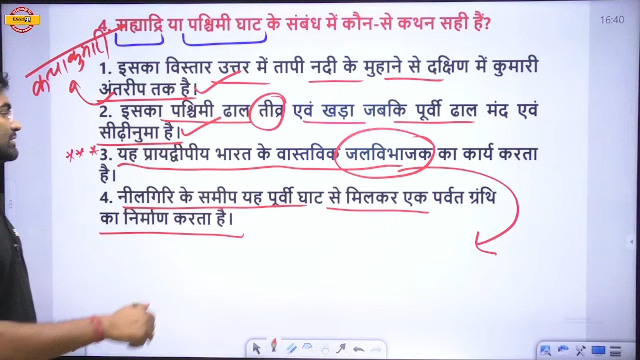 4. सह्याद्रि या पश्चिमी घाट के संबंध में कौन-से कथन सही हैं?
16:40
कन्याकुमारी
1. इसका विस्तार उत्तर में तापी नदी के मुहाने से दक्षिण में कुमारी
अंतरीप तक है।
2. इसका पश्चिमी ढाल तीव्र एवं खड़ा जबकि पूर्वी ढाल मंद एवं
सीढ़ीनुमा है।
3. यह प्रायद्वीपीय भारत के वास्तविक जलविभाजक का कार्य करता
है।
4. नीलगिरि के समीप यह पूर्वी घाट से मिलकर एक पर्वत ग्रंथि
का निर्माण करता है।